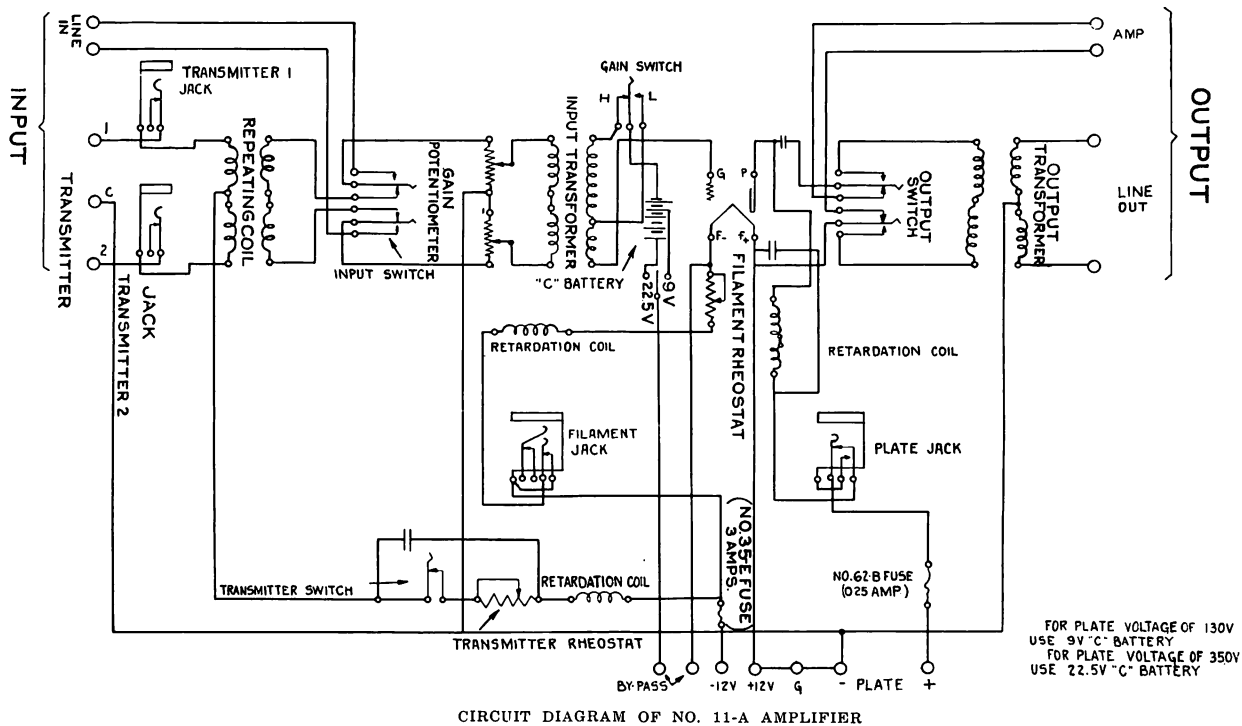 LINE IN
AMP
GAIN SWITCH
H
L
TRANSMITTER 1
JACK
INPUT
1
REPEATING COIL
GAIN
POTENTIOMETER
INPUT TRANSFORMER
G
P
OUTPUT
SWITCH
OUTPUT
TRANSFORMER
LINE
OUT
OUTPUT
C
TRANSMITTER
2
1
F-
F+
INPUT SWITCH
"C" BATTERY
22.5V
9V
JACK
TRANSMITTER 2
FILAMENT RHEOSTAT
RETARDATION COIL
RETARDATION COIL
FILAMENT
JACK
PLATE JACK
(NO.35-E FUSE
3 AMPS.)
TRANSMITTER SWITCH
RETARDATION COIL
NO.62-B FUSE
(025 AMP)
TRANSMITTER RHEOSTAT
FOR PLATE VOLTAGE OF 130V
USE 9V "C" BATTERY
FOR PLATE VOLTAGE OF 350V
USE 22.5V "C" BATTERY
BY-PASS
-12V
+12V
G
- PLATE +
CIRCUIT DIAGRAM OF NO. 11-A AMPLIFIER